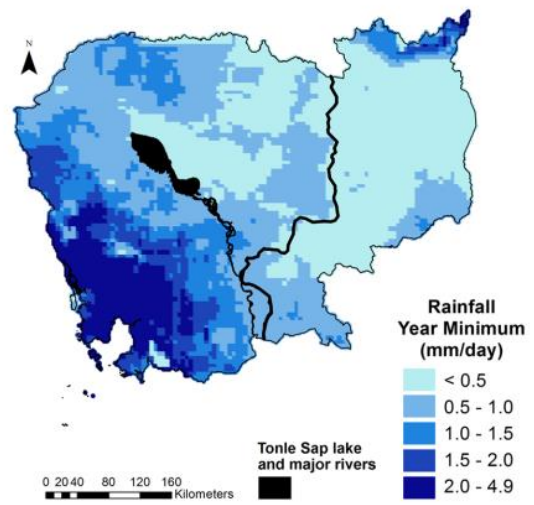 N
Rainfall
Year Minimum
(mm/day)
< 0.5
0.5 - 1.0
1.0 - 1.5
1.5 - 2.0
2.0 - 4.9
Tonle Sap lake
and major rivers
0 20 40 80 120 160
Kilometers